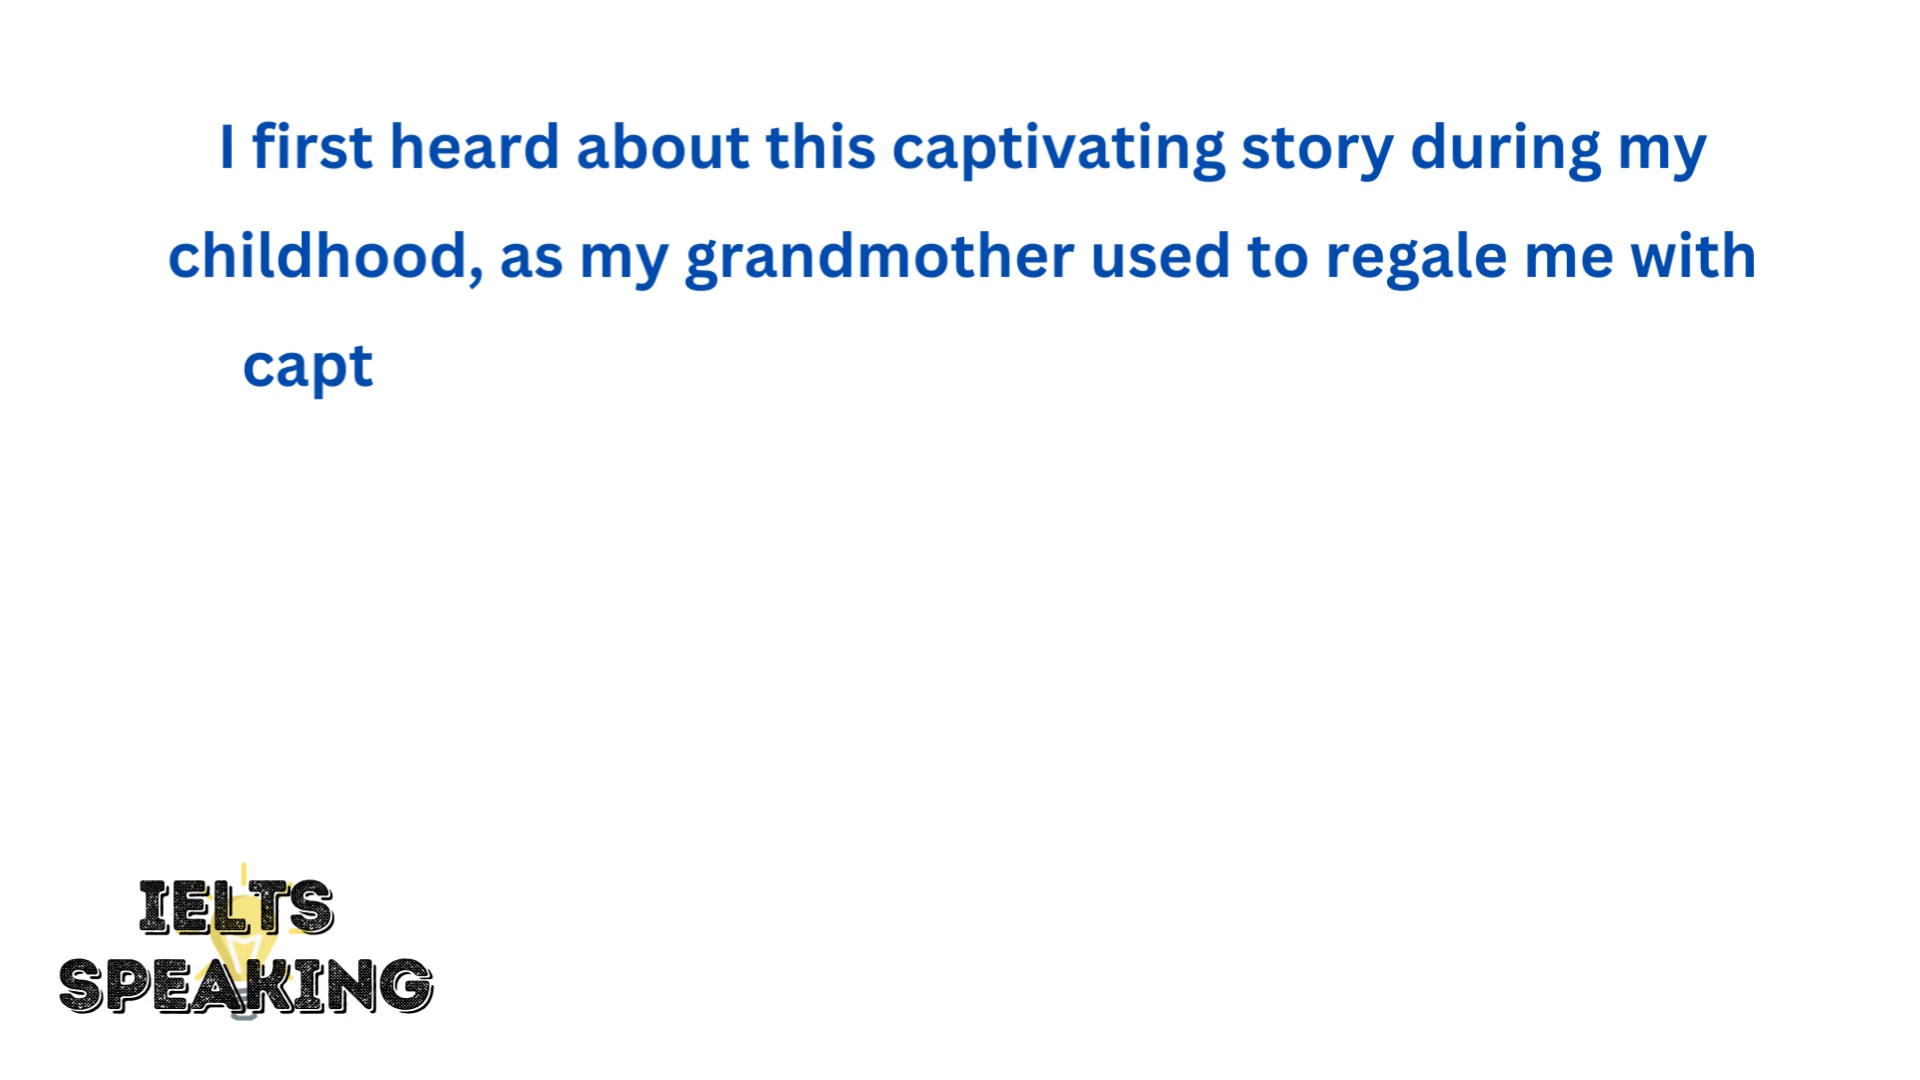 I first heard about this captivating story during my
childhood, as my grandmother used to regale me with
capt
IELTS
SPEAKING